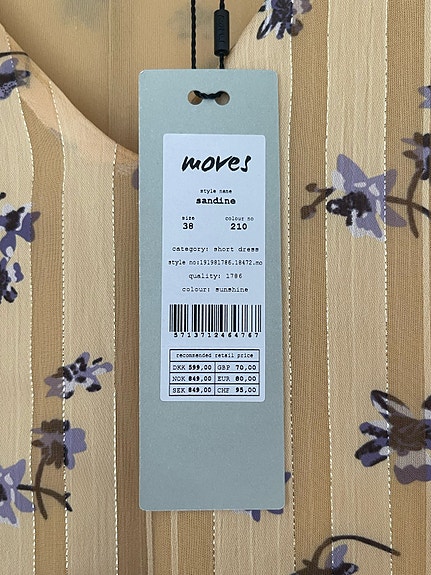 moves
style name
sandine
size colour no
38 210
category: short dress
style no:191981786.18472.mo
quality: 1786
colour: sunshine
5713712464767
recommended retail price
DKK 599,00 GBP 70,00
NOK 849,00 EUR 80,00
SEK 849,00 CHF 95,00